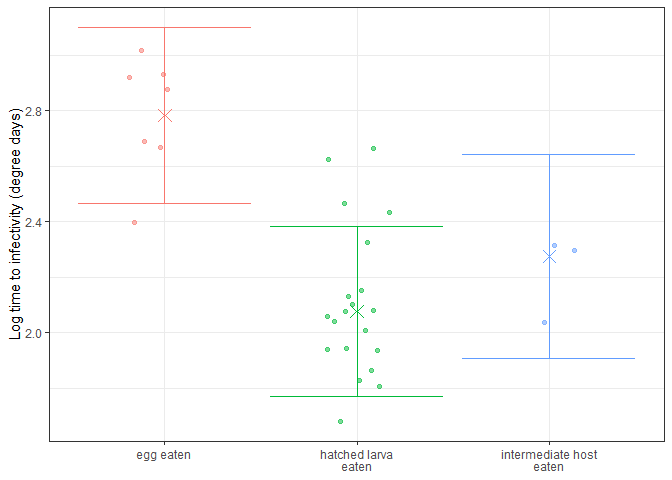 Log time to infectivity (degree days)
2.8
2.4
2.0
egg eaten
hatched larva
eaten
intermediate host
eaten